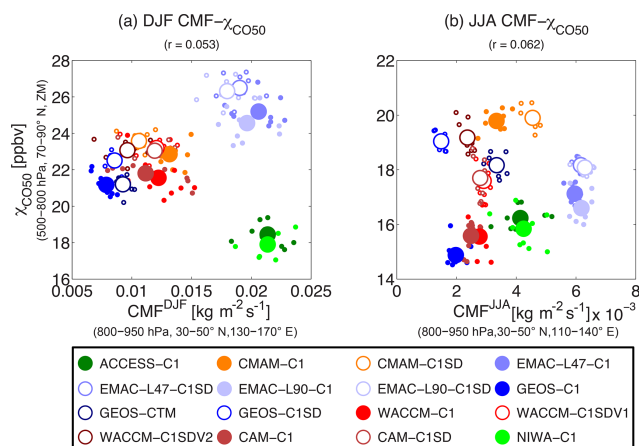 (a) DJF CMF−χCO50
(r = 0.053)
(b) JJA CMF−χCO50
(r = 0.062)
χCO50 [ppbv]
(500−800 hPa, 70−90° N, ZM)
28
26
24
22
20
18
16
0.005 0.01 0.015 0.02 0.025
CMF^DJF [kg m−2 s−1]
(800−950 hPa, 30−50° N,130−170° E)
22
20
18
16
14
0 2 4 6 8
CMF^JJA [kg m−2 s−1] x 10−3
(800−950 hPa,30−50° N,110−140° E)
ACCESS−C1 CMAM−C1 CMAM−C1SD EMAC−L47−C1
EMAC−L47−C1SD EMAC−L90−C1 EMAC−L90−C1SD GEOS−C1
GEOS−CTM GEOS−C1SD WACCM−C1 WACCM−C1SDV1
WACCM−C1SDV2 CAM−C1 CAM−C1SD NIWA−C1